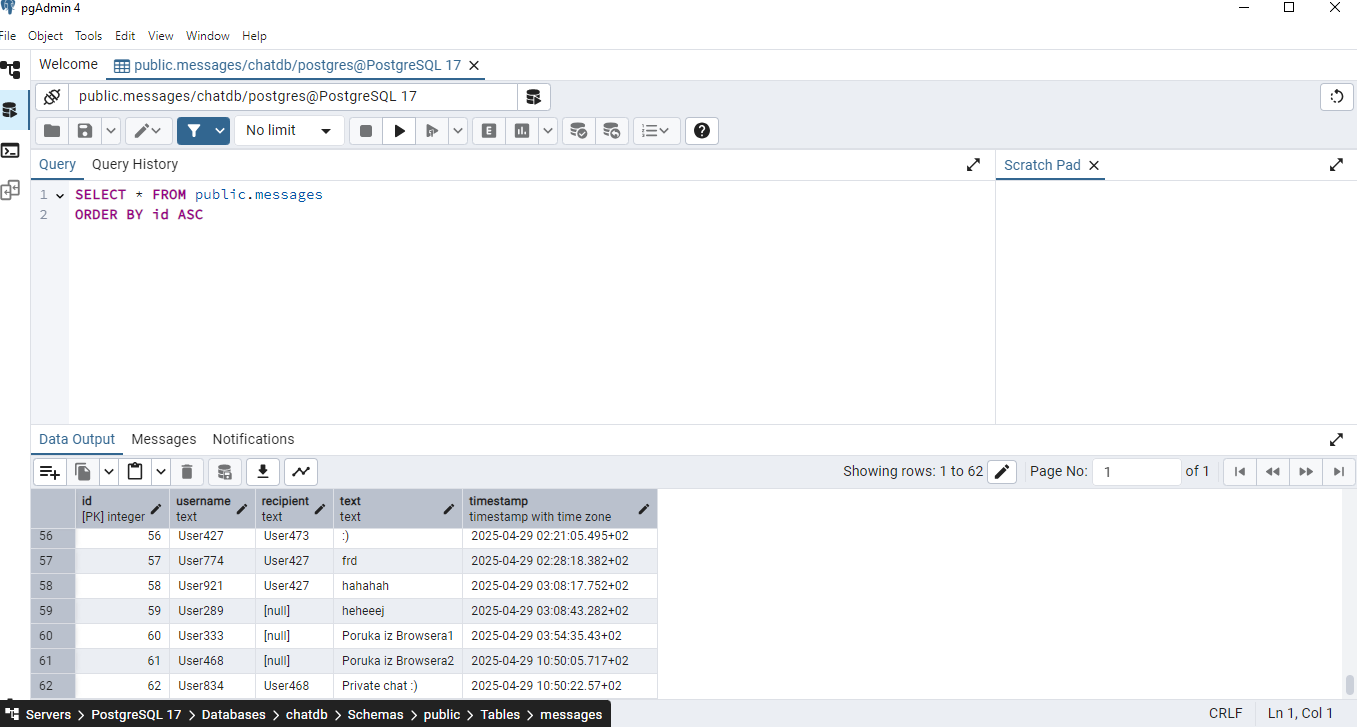 pgAdmin 4
File Object Tools Edit View Window Help
Welcome public.messages/chatdb/postgres@PostgreSQL 17
public.messages/chatdb/postgres@PostgreSQL 17
No limit E
Query Query History Scratch Pad
1 SELECT * FROM public.messages
2 ORDER BY id ASC
Data Output Messages Notifications
Showing rows: 1 to 62 Page No: 1 of 1
id username recipient text timestamp
[PK] integer text text text timestamp with time zone
56 56 User427 User473 :) 2025-04-29 02:21:05.495+02
57 57 User774 User427 frd 2025-04-29 02:28:18.382+02
58 58 User921 User427 hahahah 2025-04-29 03:08:17.752+02
59 59 User289 [null] heheeej 2025-04-29 03:08:43.282+02
60 60 User333 [null] Poruka iz Browsera1 2025-04-29 03:54:35.43+02
61 61 User468 [null] Poruka iz Browsera2 2025-04-29 10:50:05.717+02
62 62 User834 User468 Private chat :) 2025-04-29 10:50:22.57+02
Servers > PostgreSQL 17 > Databases > chatdb > Schemas > public > Tables > messages CRLF Ln 1, Col 1